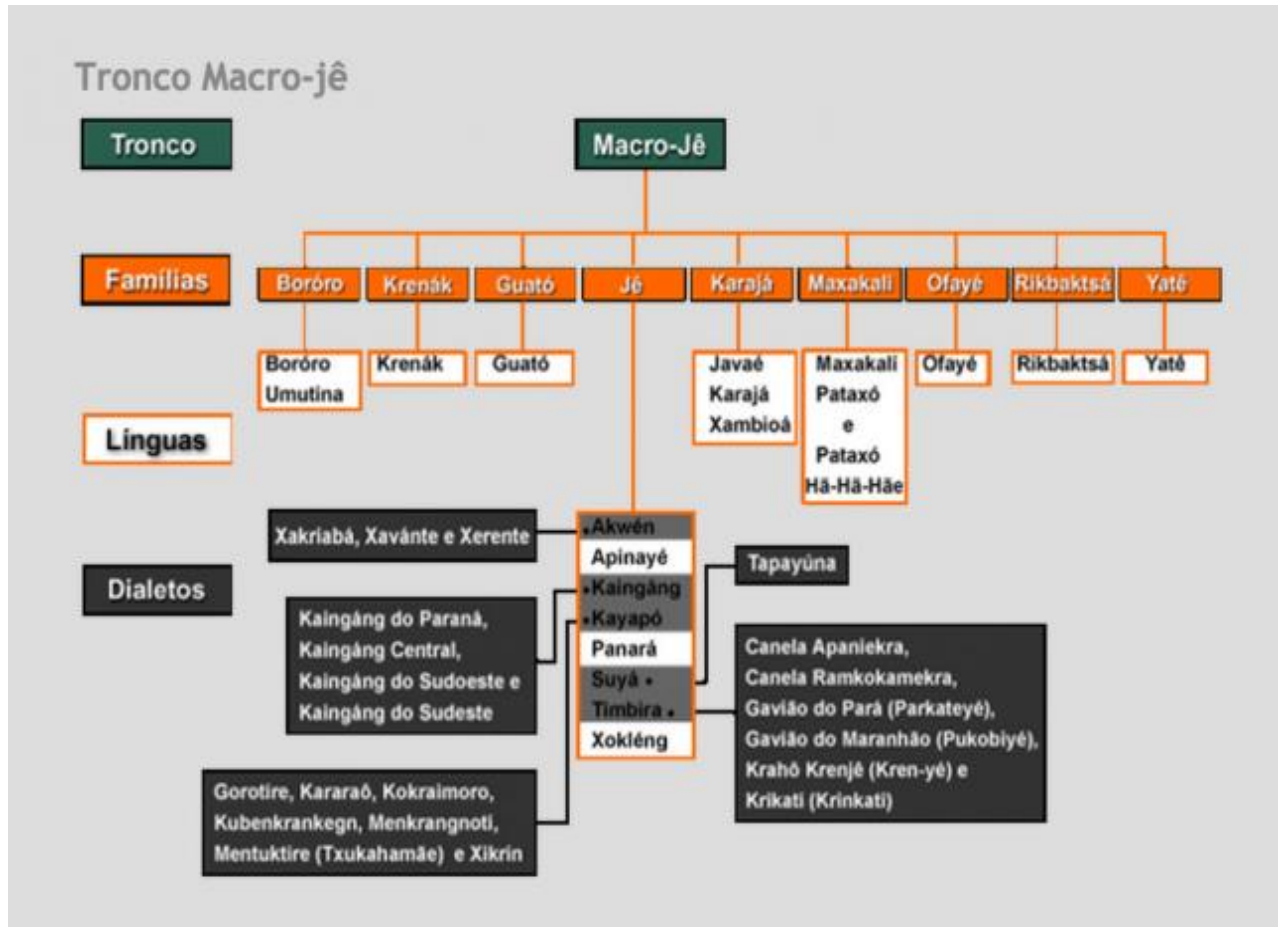 Tronco Macro-jê
Tronco
Macro-Jê
Famílias
Boróro
Krenák
Guató
Jê
Karajá
Maxakali
Ofayé
Rikbaktsá
Yatê
Boróro
Umutina
Krenák
Guató
Javaé
Karajá
Xambioá
Maxakali
Pataxó
e
Pataxó
Hã-Hã-Hãe
Ofayé
Rikbaktsá
Yatê
Línguas
Xakriabá, Xavánte e Xerente
Akwén
Apinayé
Kaingáng
Kayapó
Panará
Suyá
Timbira
Xokléng
Tapayúna
Dialetos
Kaingáng do Paraná,
Kaingáng Central,
Kaingáng do Sudoeste e
Kaingáng do Sudeste
Canela Apaniekra,
Canela Ramkokamekra,
Gavião do Pará (Parkateyé),
Gavião do Maranhão (Pukobiyé),
Krahô Krenjê (Kren-yé) e
Krikati (Krinkati)
Gorotire, Kararaô, Kokraimoro,
Kubenkrankegn, Menkrangnoti,
Mentuktire (Txukahamãe) e Xikrin